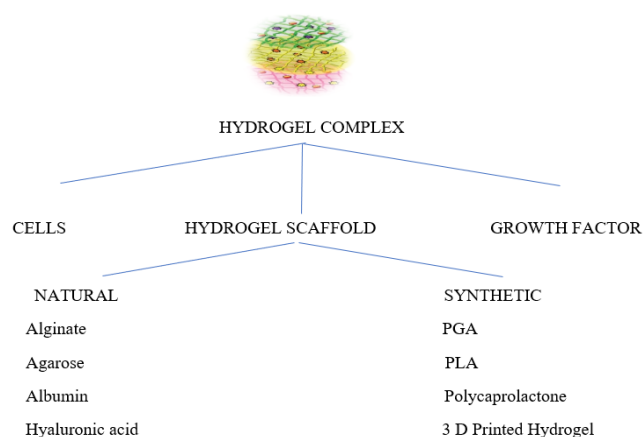 HYDROGEL COMPLEX
CELLS HYDROGEL SCAFFOLD GROWTH FACTOR
NATURAL SYNTHETIC
Alginate PGA
Agarose PLA
Albumin Polycaprolactone
Hyaluronic acid 3 D Printed Hydrogel